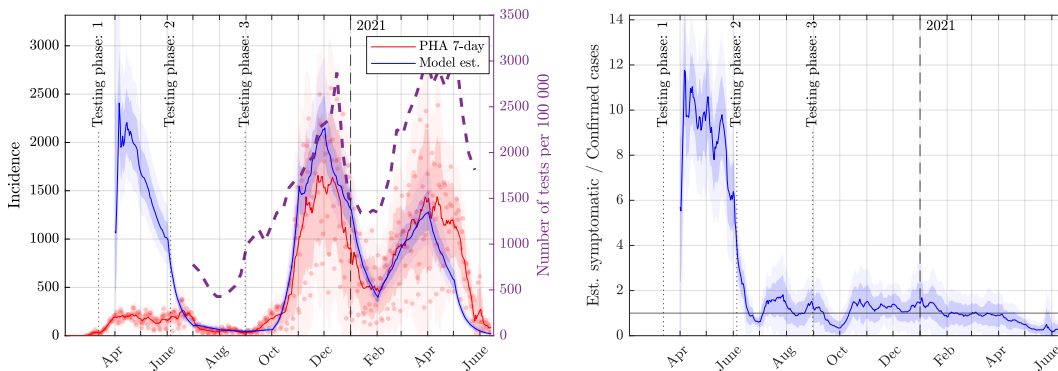 Incidence
3000
2500
2000
1500
1000
500
0
Testing phase: 1
Testing phase: 2
Testing phase: 3
2021
PHA 7-day
Model est.
3500
3000
2500
2000
1500
1000
500
0
Number of tests per 100 000
Apr
June
Aug
Oct
Dec
Feb
Apr
June
Est. symptomatic / Confirmed cases
14
12
10
8
6
4
2
0
Testing phase: 1
Testing phase: 2
Testing phase: 3
2021
Apr
June
Aug
Oct
Dec
Feb
Apr
June